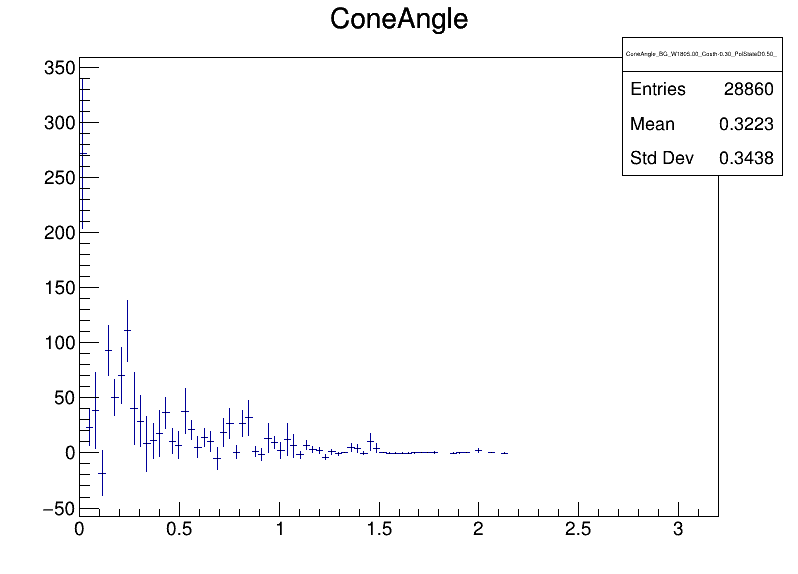 ConeAngle
ConeAngle_BG_W1805.00_Costh-0.30_PolState0.50_
Entries 28860
Mean 0.3223
Std Dev 0.3438
350
300
250
200
150
100
50
0
−50
0 0.5 1 1.5 2 2.5 3